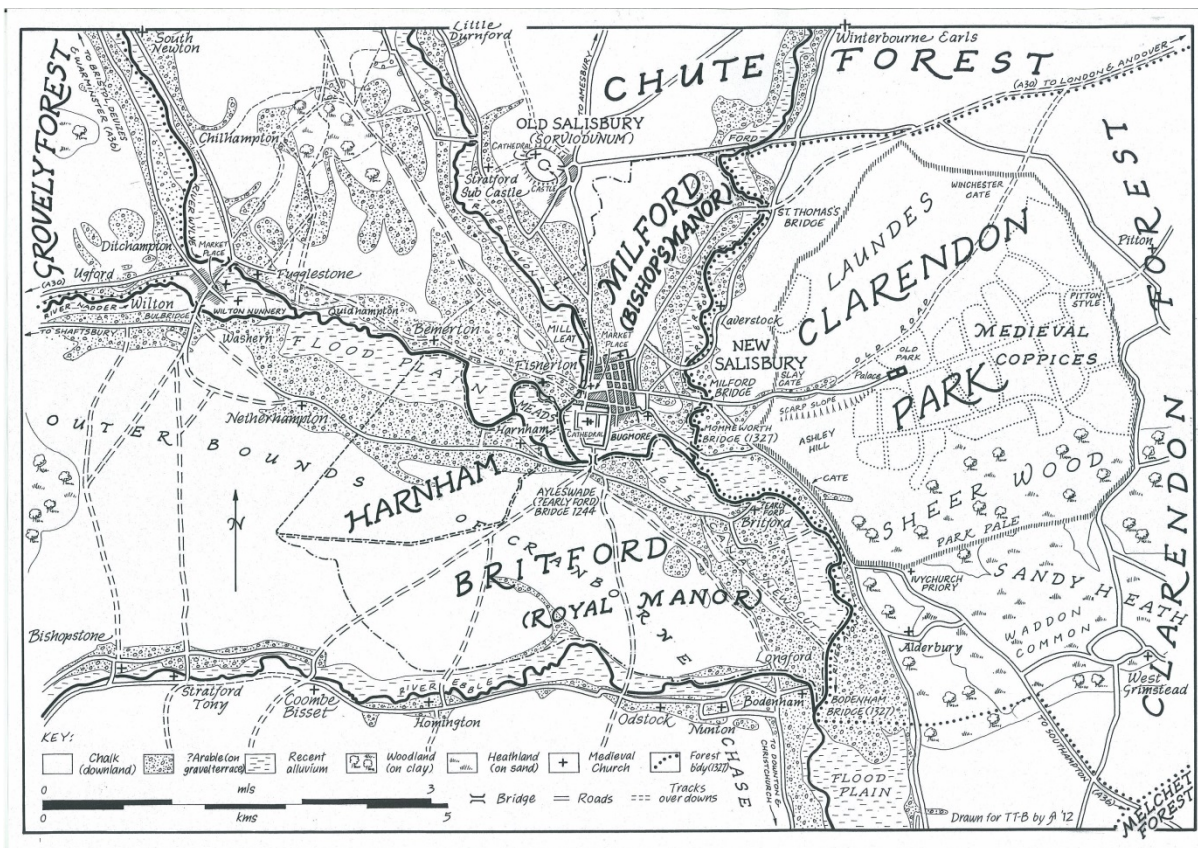 South
Newton
Little
Durnford
Winterbourne Earls
CHUTE FOREST
GROVELY FOREST
TO BRISTOL, DEVIZES
& WARMINSTER (A36)
(A30) TO LONDON & ANDOVER
TO AMESBURY
Chilhampton
OLD SALISBURY
(SORVIODUNUM)
CATHEDRAL
CASTLE
FORD
Stratford
Sub Castle
RIVER AVON
MILFORD
(BISHOP'S MANOR)
ST. THOMAS'S
BRIDGE
WINCHESTER
GATE
LAUNDES
CLARENDON
PARK
Pitton
PITTON
STYLE
CLARENDON FOREST
Ditchampton
MARKET
PLACE
Ugford
(A30)
Fugglestone
RIVER NADDER
Wilton
BULBRIDGE
WILTON NUNNERY
Quidhampton
TO SHAFTSBURY
Washern
FLOOD
PLAIN
Bemerton
Fisherton
MILL
LEAT
MARKET
PLACE
Laverstock
NEW
SALISBURY
MILFORD
BRIDGE
SLAY
GATE
OLD ROAD
OLD
PARK
Palace
SCARP SLOPE
MEDIEVAL
COPPICES
Netherhampton
MEADS
Harnham
CATHEDRAL
BUGMORE
MOMNEWORTH
BRIDGE (1327)
ASHLEY
HILL
OUTER BOUNDS
HARNHAM
AYLESWADE
(?EARLY FORD)
BRIDGE 1244
GATE
?EARLY
FORD
Britford
SHEER WOOD
PARK PALE
N
BRITFORD
(ROYAL MANOR)
CRANBORNE
CHASE
IVYCHURCH
PRIORY
SANDY HEATH
WADDON
COMMON
Alderbury
Bishopstone
Longford
West
Grimstead
Stratford
Tony
Coombe
Bisset
RIVER EBBLE
Homington
Odstock
Nunton
Bodenham
BODENHAM
BRIDGE (1327)
TO DOWNTON &
CHRISTCHURCH
TO SOUTHAMPTON
(A36)
FLOOD
PLAIN
MELCHET
FOREST
KEY:
Chalk
(downland)
?Arable (on
gravel terrace)
Recent
alluvium
Woodland
(on clay)
Heathland
(on sand)
Medieval
Church
Forest
b'dy (1327)
0 mls 3
0 kms 5
Bridge
Roads
Tracks
over downs
Drawn for TT-B by
'12